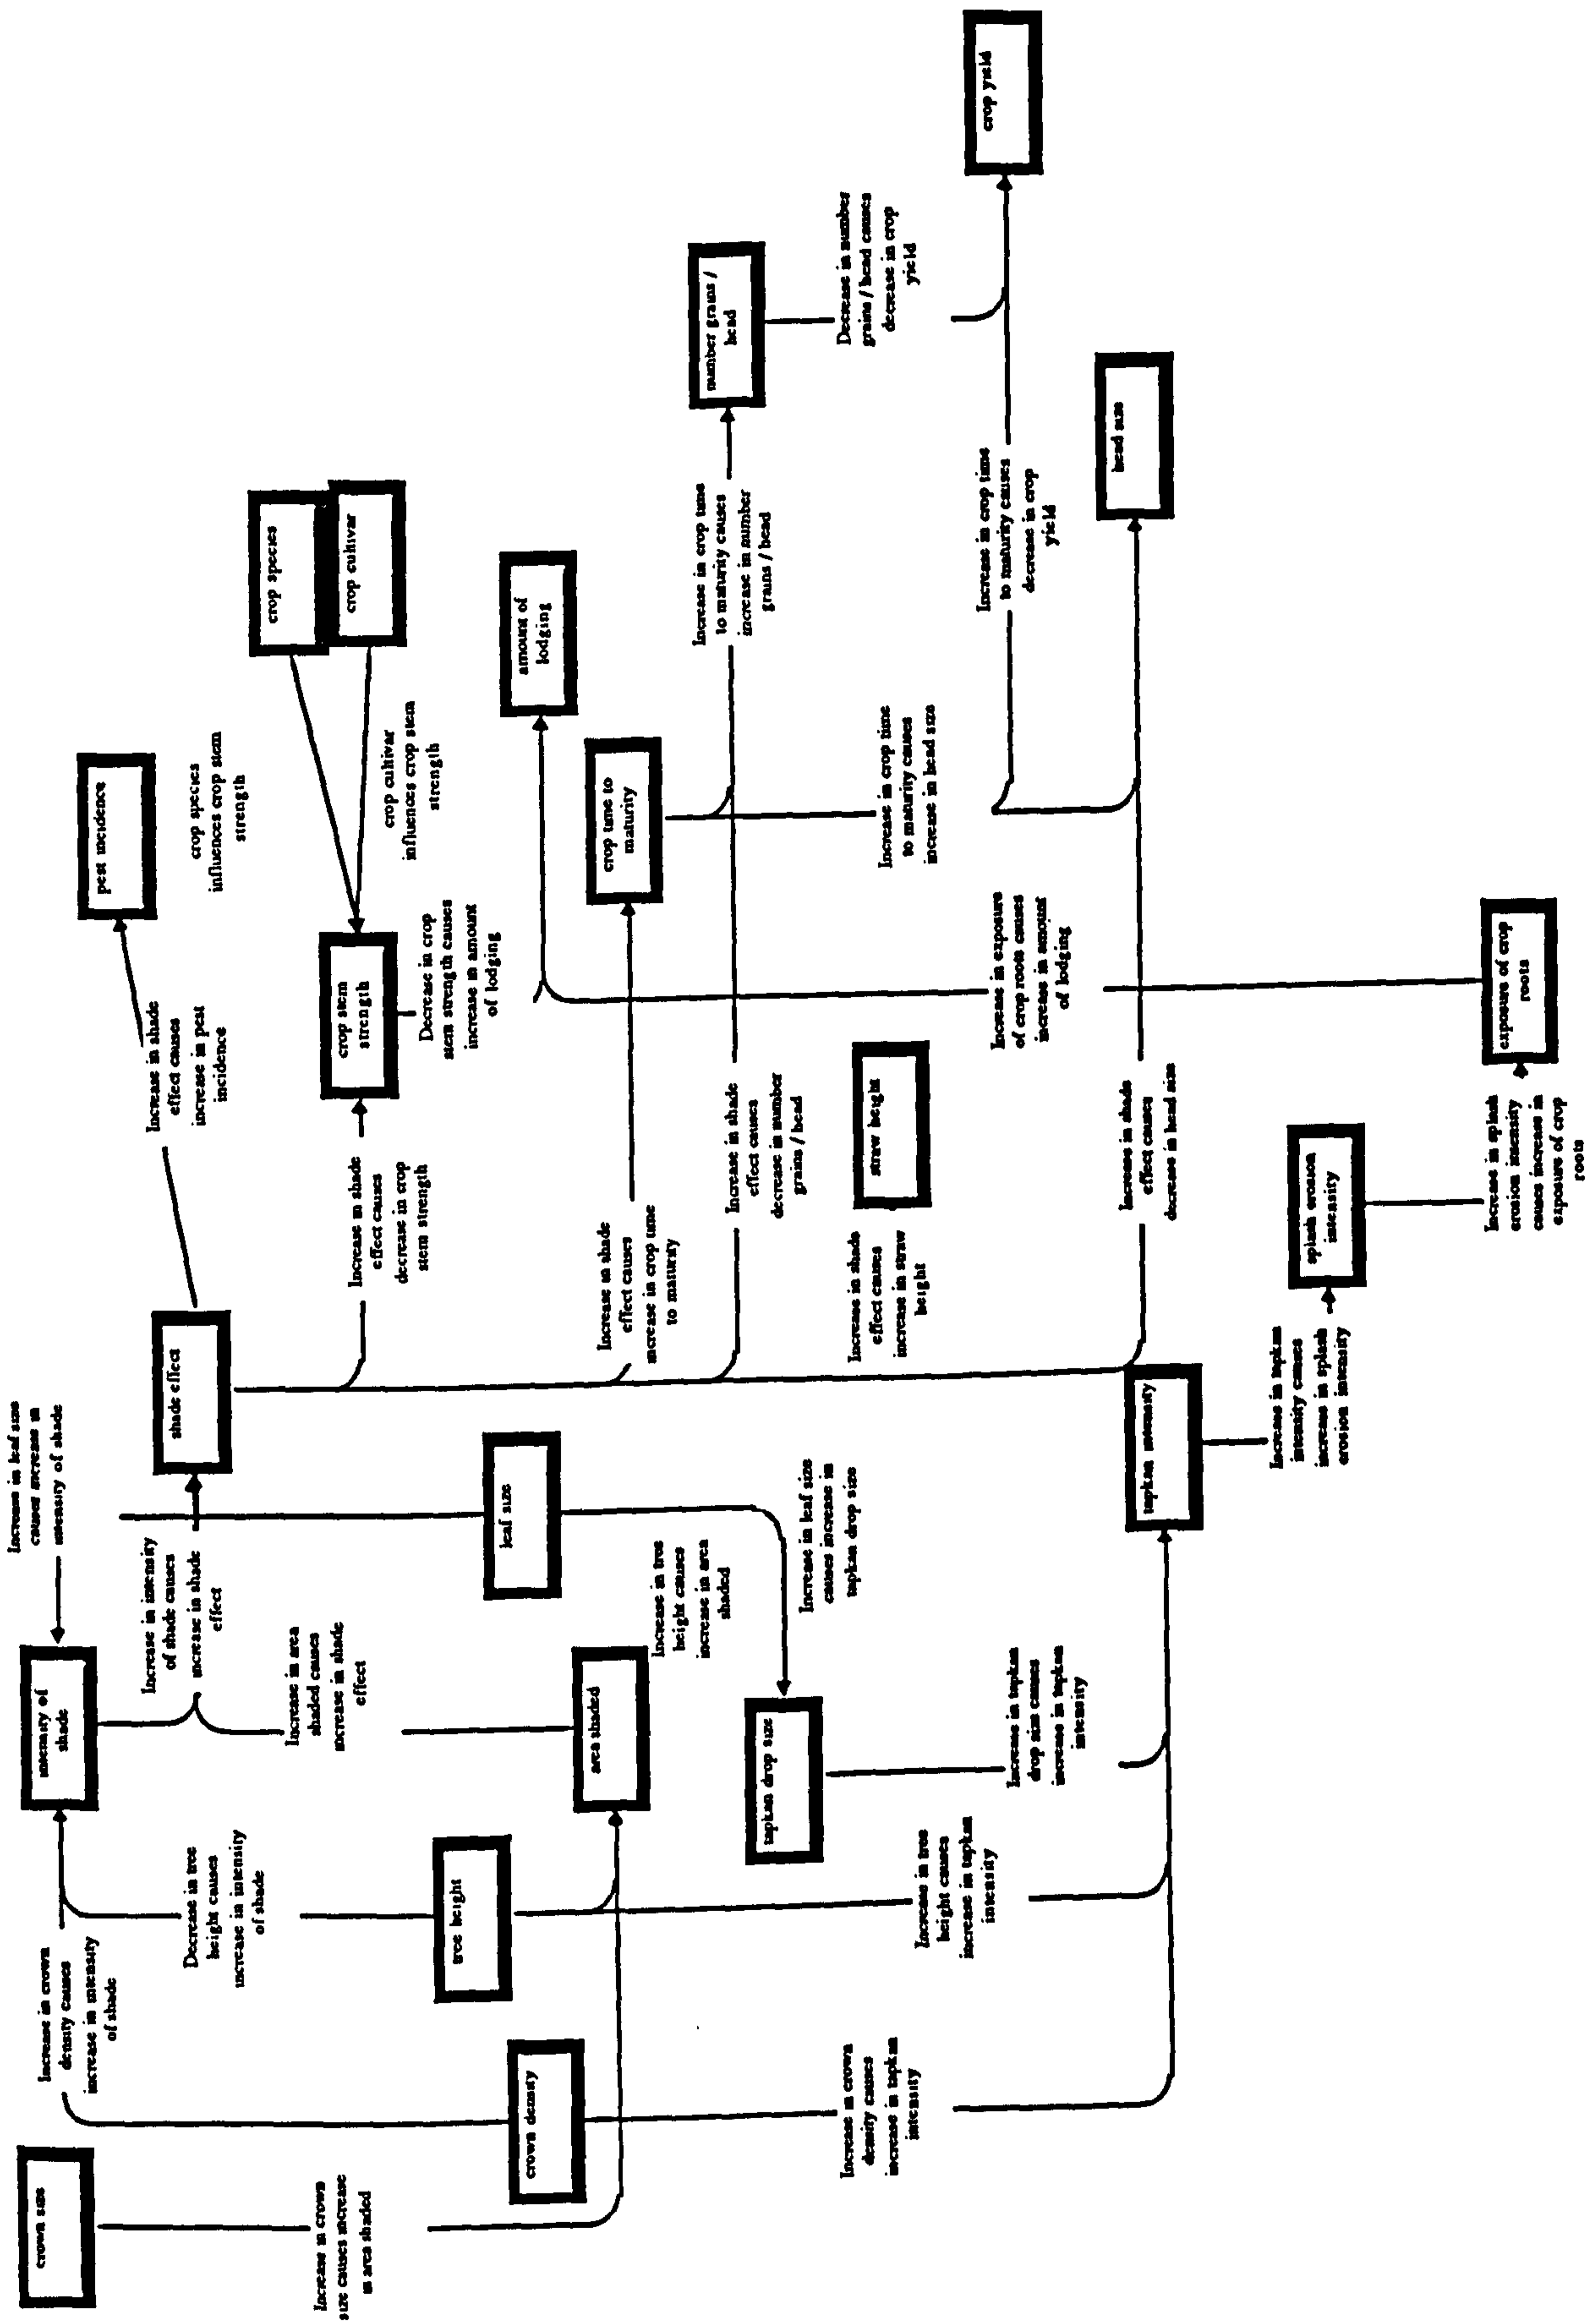 crown size
Increase in crown
size causes increase
in area shaded
Increase in crown
density causes
increase in intensity
of shade
intensity of
shade
Increase in leaf size
causes increase in
intensity of shade
Decrease in tree
height causes
increase in intensity
of shade
Increase in intensity
of shade causes
increase in shade
effect
shade effect
Increase in shade
effect causes
increase in pest
incidence
pest incidence
crop species
influences crop stem
strength
crop species
crop cultivar
crop cultivar
influences crop stem
strength
Increase in area
shaded causes
increase in shade
effect
Increase in shade
effect causes
decrease in crop
stem strength
crop stem
strength
Decrease in crop
stem strength causes
increase in amount
of lodging
amount of
lodging
tree height
leaf size
crown density
area shaded
Increase in tree
height causes
increase in area
shaded
Increase in shade
effect causes
increase in crop time
to maturity
crop time to
maturity
Increase in crop time
to maturity causes
increase in number
grains / head
number grains /
head
tapkan drop size
Increase in leaf size
causes increase in
tapkan drop size
Increase in shade
effect causes
decrease in number
grains / head
Increase in crown
density causes
increase in tapkan
intensity
Increase in tree
height causes
increase in tapkan
intensity
Increase in tapkan
drop size causes
increase in tapkan
intensity
Increase in shade
effect causes
increase in straw
height
straw height
Increase in crop time
to maturity causes
increase in head size
Decrease in number
grains / head causes
decrease in crop
yield
Increase in exposure
of crop roots causes
increase in amount
of lodging
Increase in crop time
to maturity causes
decrease in crop
yield
crop yield
tapkan intensity
Increase in shade
effect causes
decrease in head size
head size
Increase in tapkan
intensity causes
increase in splash
erosion intensity
splash erosion
intensity
Increase in splash
erosion intensity
causes increase in
exposure of crop
roots
exposure of crop
roots